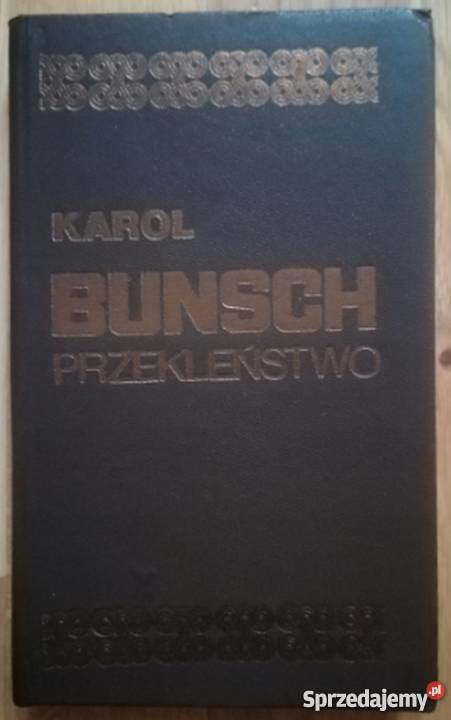 KAROL
BUNSCH
PRZEKLEŃSTWO
Sprzedajemy.pl